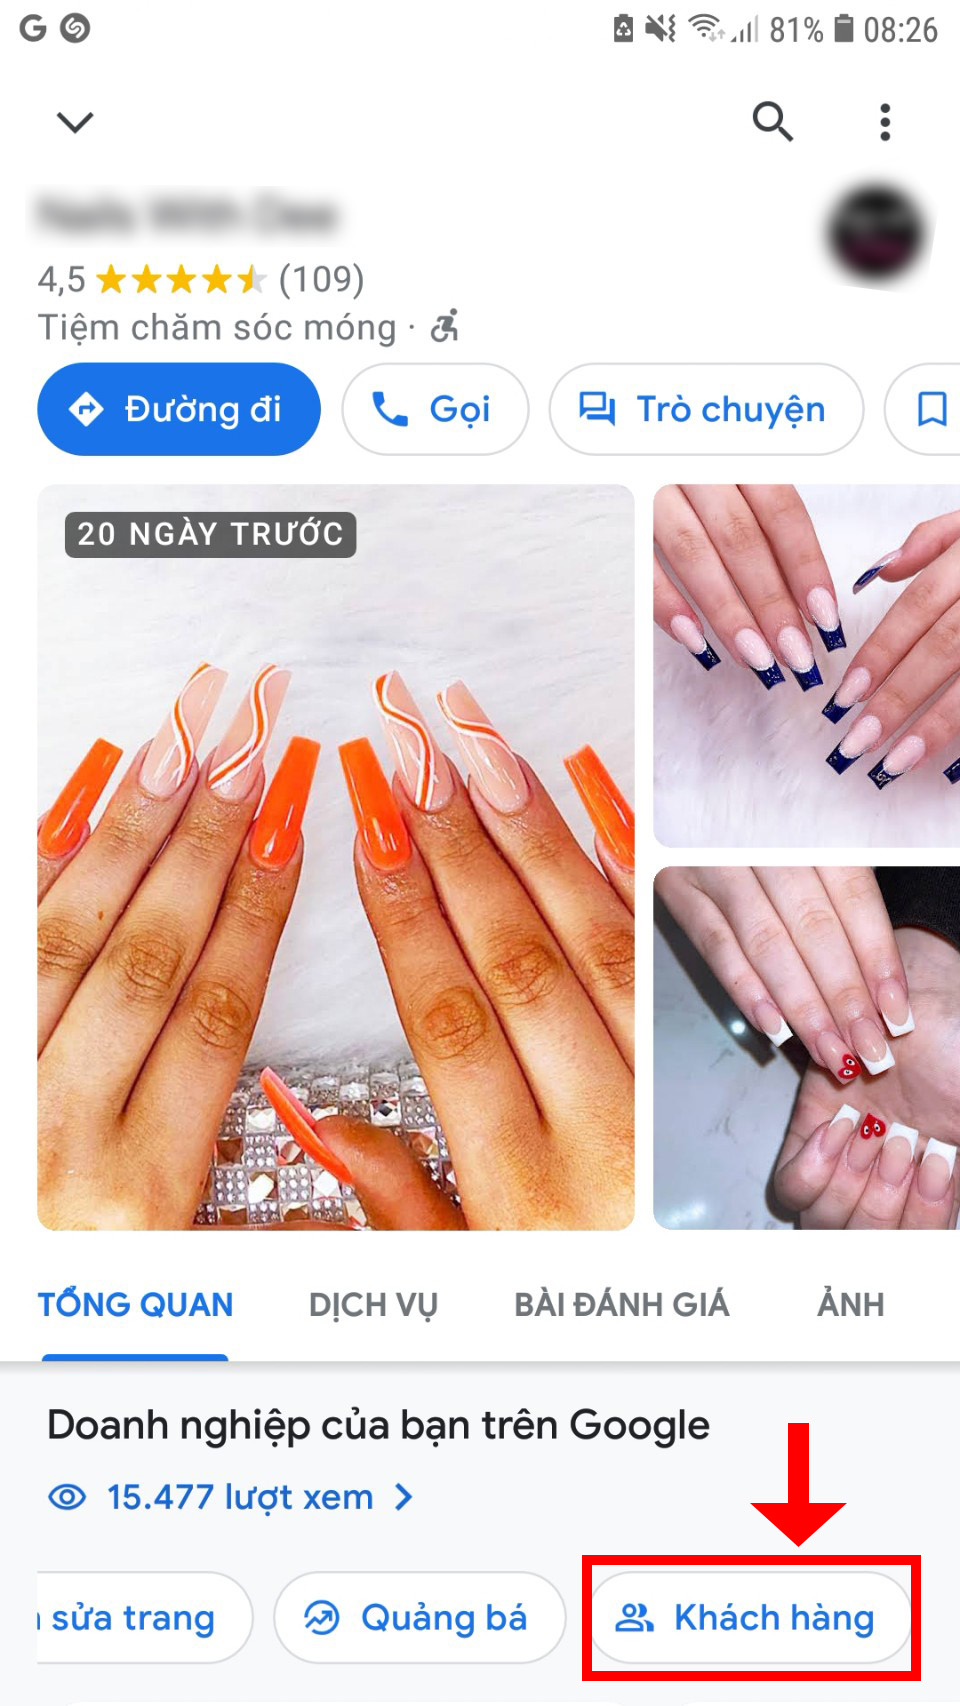 81% 08:26
4,5 (109)
Tiệm chăm sóc móng ·
Đường đi Gọi Trò chuyện
20 NGÀY TRƯỚC
TỔNG QUAN DỊCH VỤ BÀI ĐÁNH GIÁ ẢNH
Doanh nghiệp của bạn trên Google
15.477 lượt xem
sửa trang Quảng bá Khách hàng